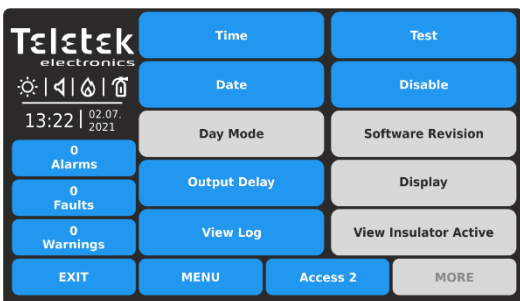 Teletek
electronics
13:22 02.07.
2021
0
Alarms
0
Faults
0
Warnings
Time
Test
Date
Disable
Day Mode
Software Revision
Output Delay
Display
View Log
View Insulator Active
EXIT
MENU
Access 2
MORE